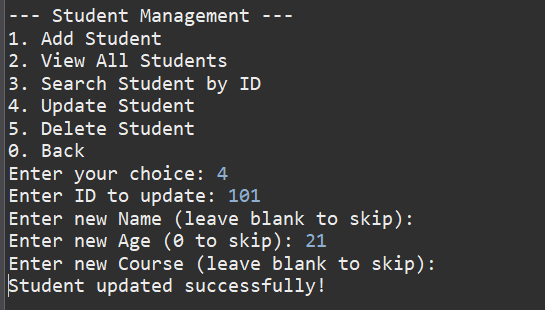 --- Student Management ---
1. Add Student
2. View All Students
3. Search Student by ID
4. Update Student
5. Delete Student
0. Back
Enter your choice: 4
Enter ID to update: 101
Enter new Name (leave blank to skip):
Enter new Age (0 to skip): 21
Enter new Course (leave blank to skip):
Student updated successfully!